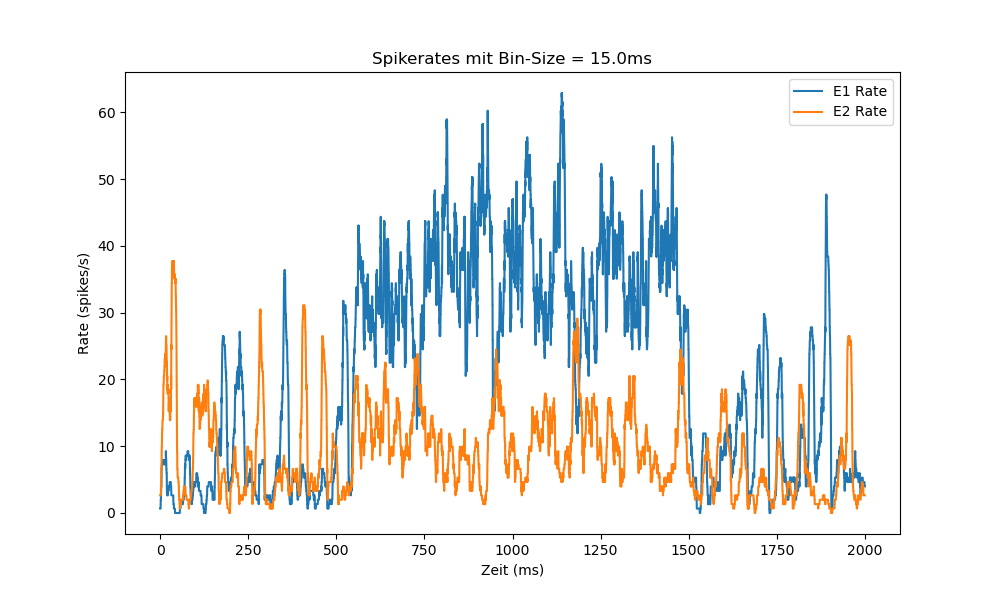 Spikerates mit Bin-Size = 15.0ms
E1 Rate
E2 Rate
Rate (spikes/s)
60
50
40
30
20
10
0
0 250 500 750 1000 1250 1500 1750 2000
Zeit (ms)